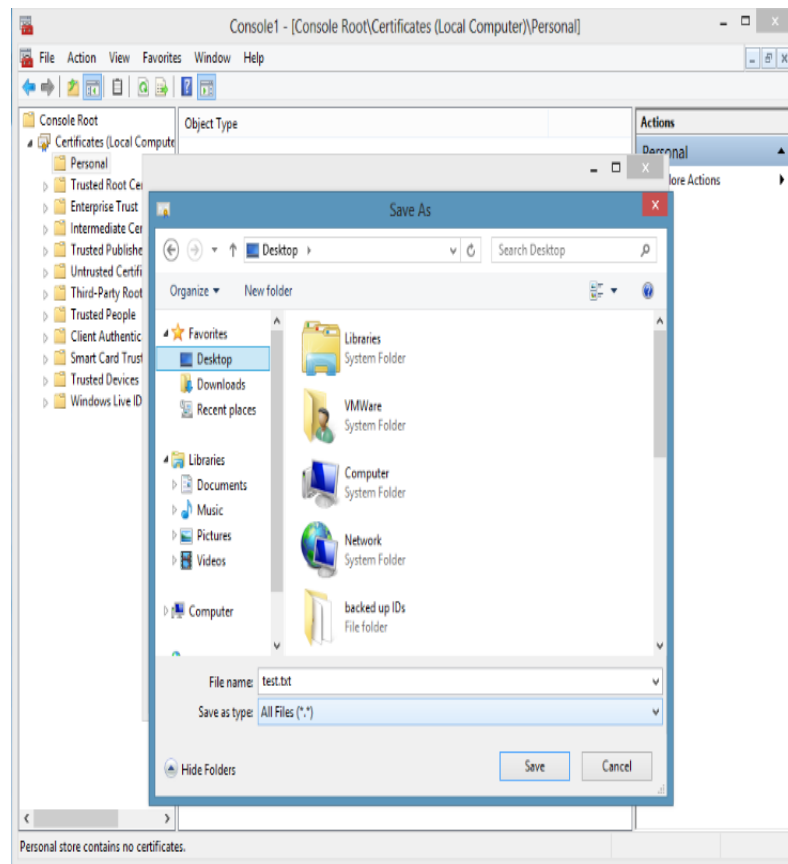 Console1 - [Console Root\Certificates (Local Computer)\Personal]
File Action View Favorites Window Help
Console Root
Certificates (Local Compute
Personal
Trusted Root Cer
Enterprise Trust
Intermediate Cer
Trusted Publishe
Untrusted Certifi
Third-Party Root
Trusted People
Client Authentic
Smart Card Trust
Trusted Devices
Windows Live ID
Object Type
Actions
Personal
ore Actions
Save As
Desktop
Search Desktop
Organize
New folder
Favorites
Desktop
Downloads
Recent places
Libraries
Documents
Music
Pictures
Videos
Computer
Libraries
System Folder
VMWare
System Folder
Computer
System Folder
Network
System Folder
backed up IDs
File folder
File name: test.txt
Save as type: All Files (*.*)
Hide Folders
Save
Cancel
Personal store contains no certificates.